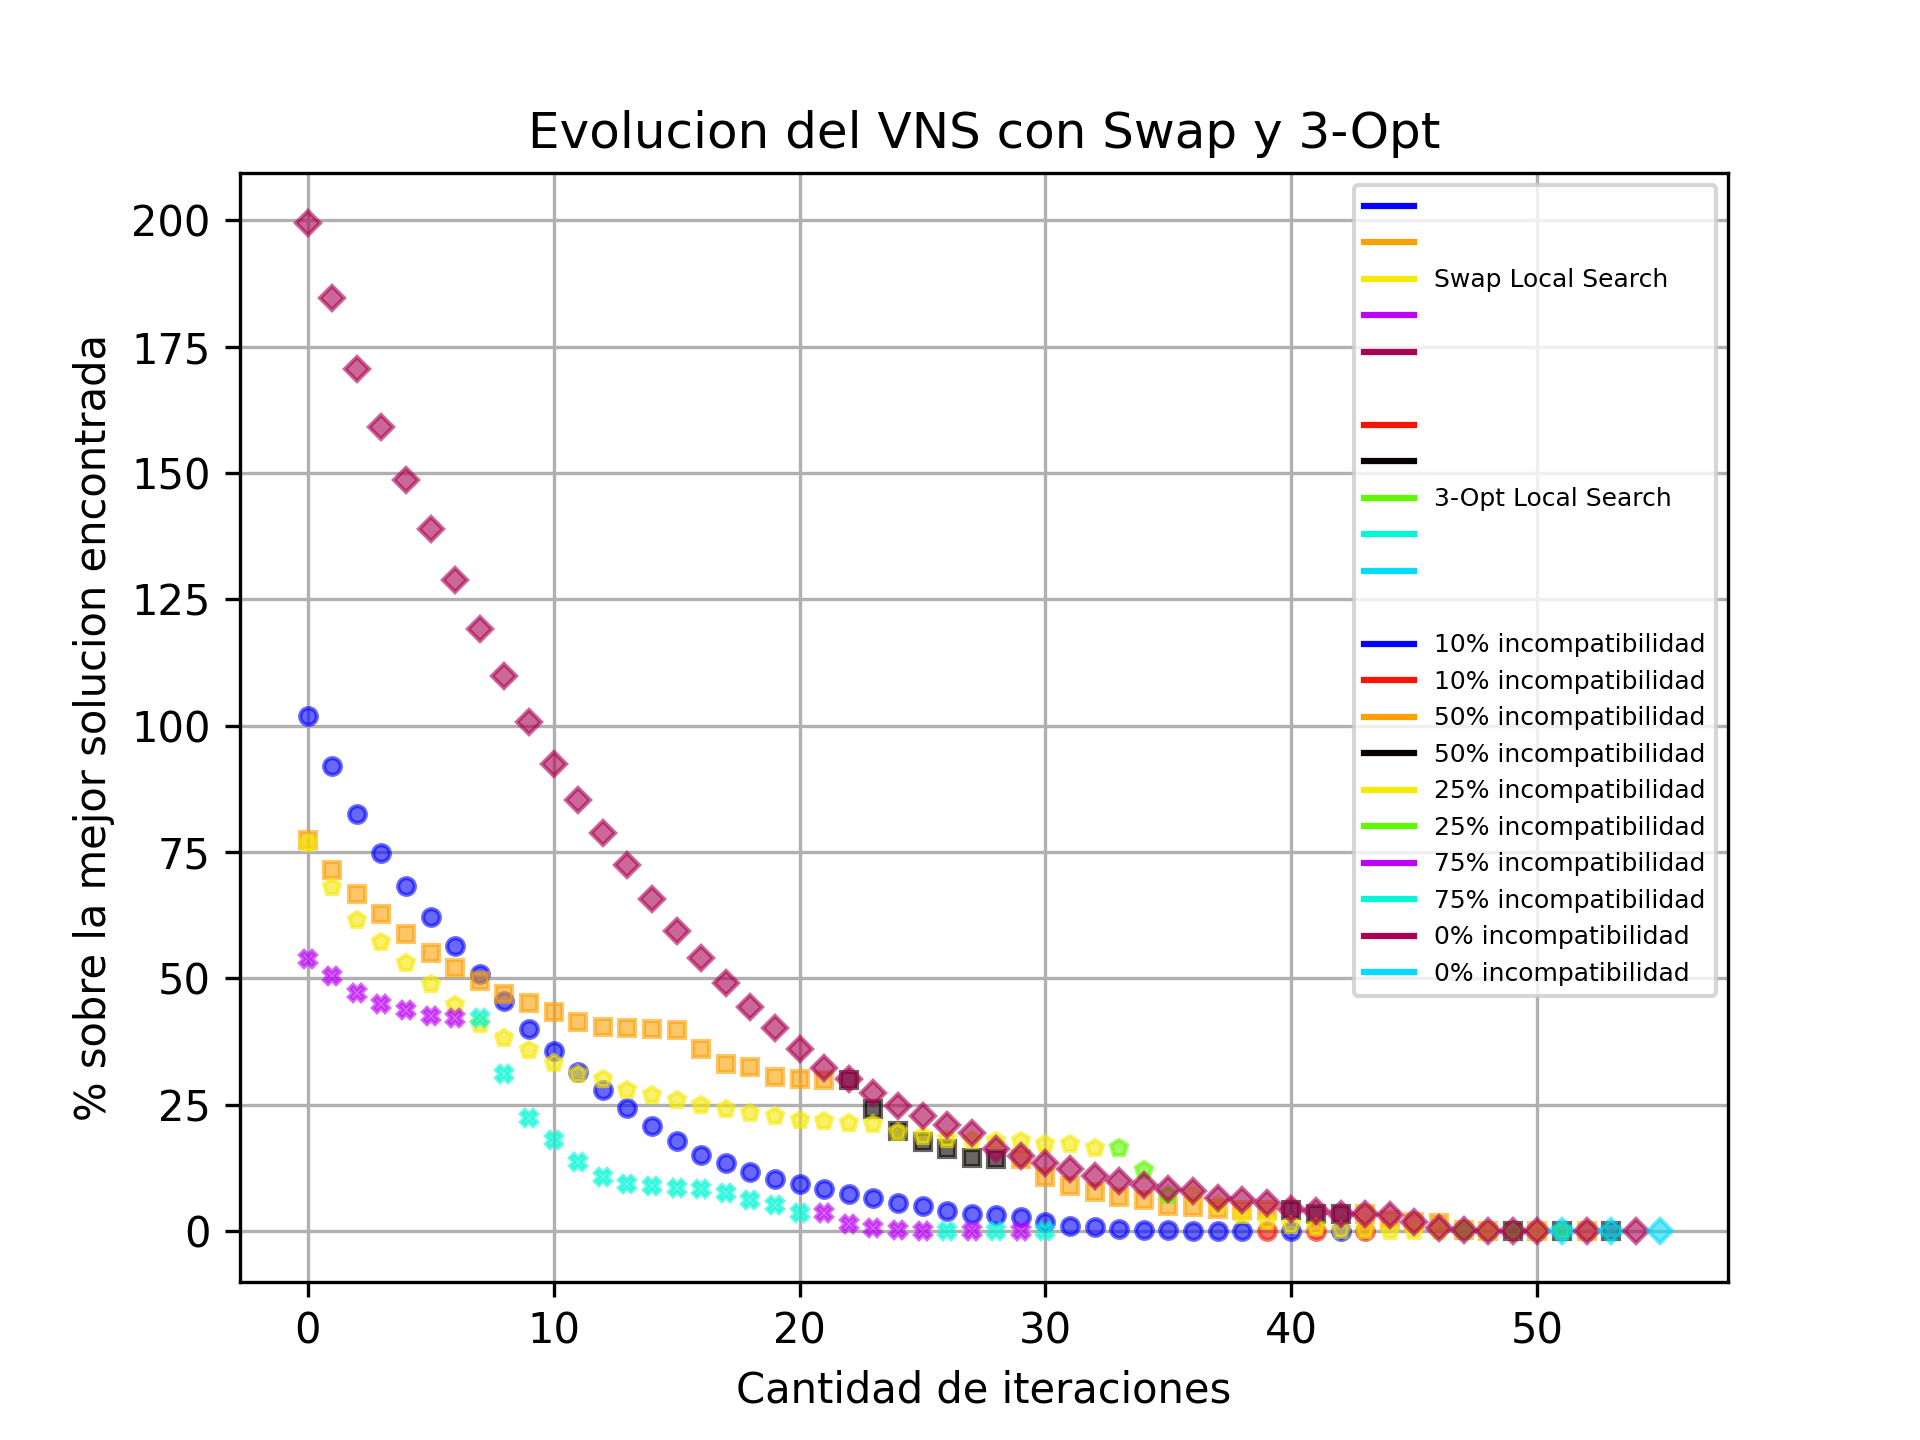 Evolucion del VNS con Swap y 3-Opt
% sobre la mejor solucion encontrada
200
175
150
125
100
75
50
25
0
Swap Local Search
3-Opt Local Search
10% incompatibilidad
10% incompatibilidad
50% incompatibilidad
50% incompatibilidad
25% incompatibilidad
25% incompatibilidad
75% incompatibilidad
75% incompatibilidad
0% incompatibilidad
0% incompatibilidad
0 10 20 30 40 50
Cantidad de iteraciones